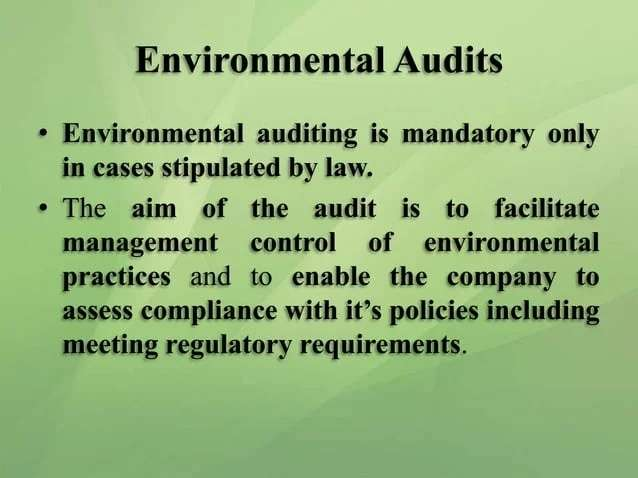 Environmental Audits
• Environmental auditing is mandatory only
in cases stipulated by law.
• The aim of the audit is to facilitate
management control of environmental
practices and to enable the company to
assess compliance with it’s policies including
meeting regulatory requirements.